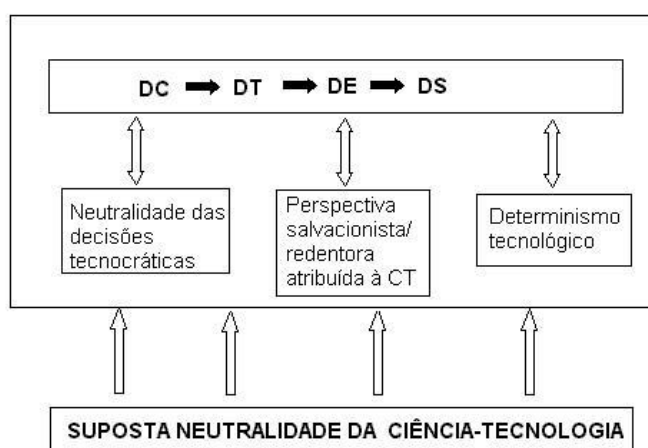 DC ➡ DT ➡ DE ➡ DS
Neutralidade das
decisões
tecnocráticas
Perspectiva
salvacionista/
redentora
atribuída à CT
Determinismo
tecnológico
SUPOSTA NEUTRALIDADE DA CIÊNCIA-TECNOLOGIA